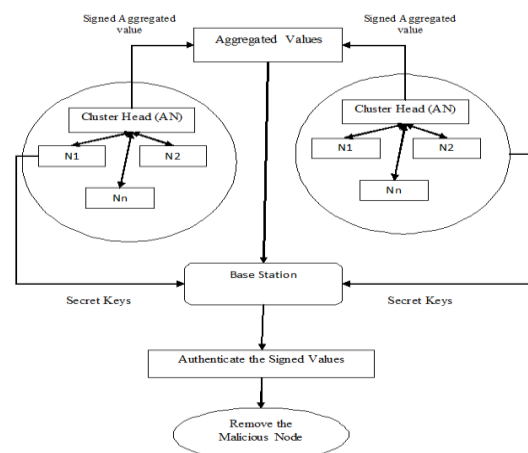 Signed Aggregated
value
Signed Aggregated
value
Aggregated Values
Cluster Head (AN)
N1
N2
Nn
Cluster Head (AN)
N1
N2
Nn
Base Station
Secret Keys
Secret Keys
Authenticate the Signed Values
Remove the
Malicious Node